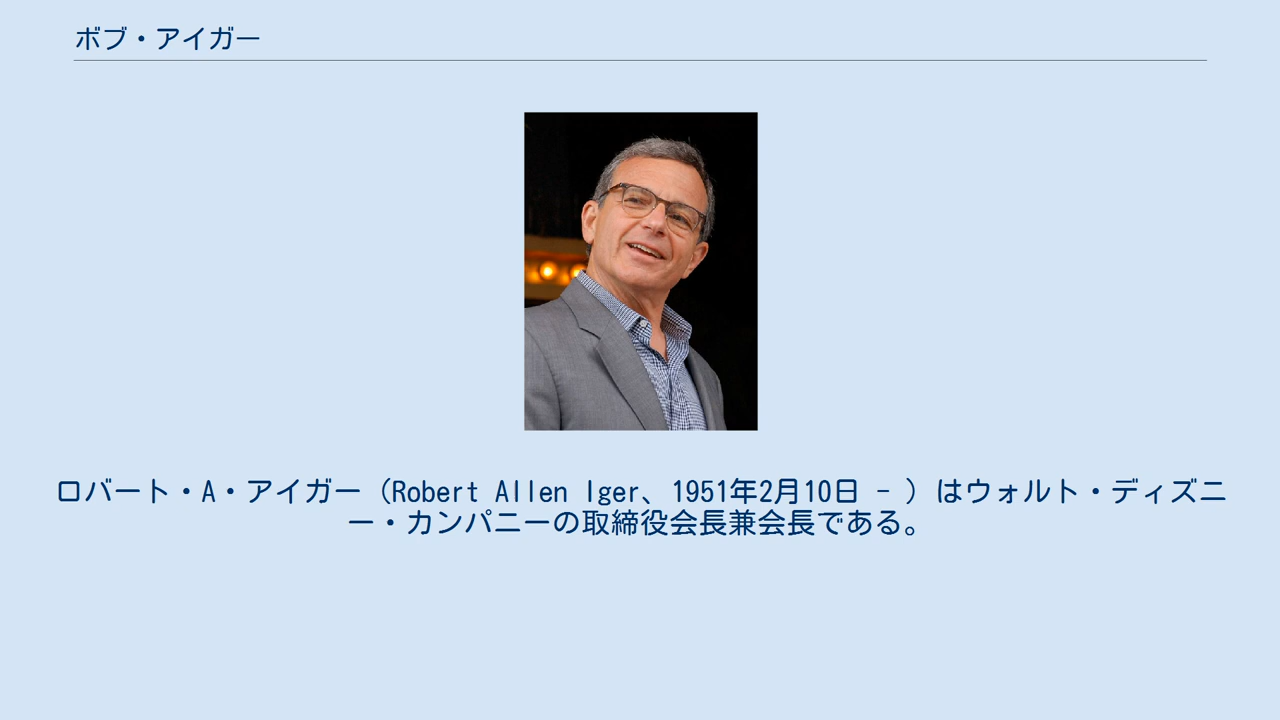 ボブ・アイガー
ロバート・A・アイガー（Robert Allen Iger、1951年2月10日 - ）はウォルト・ディズニ
ー・カンパニーの取締役会長兼会長である。